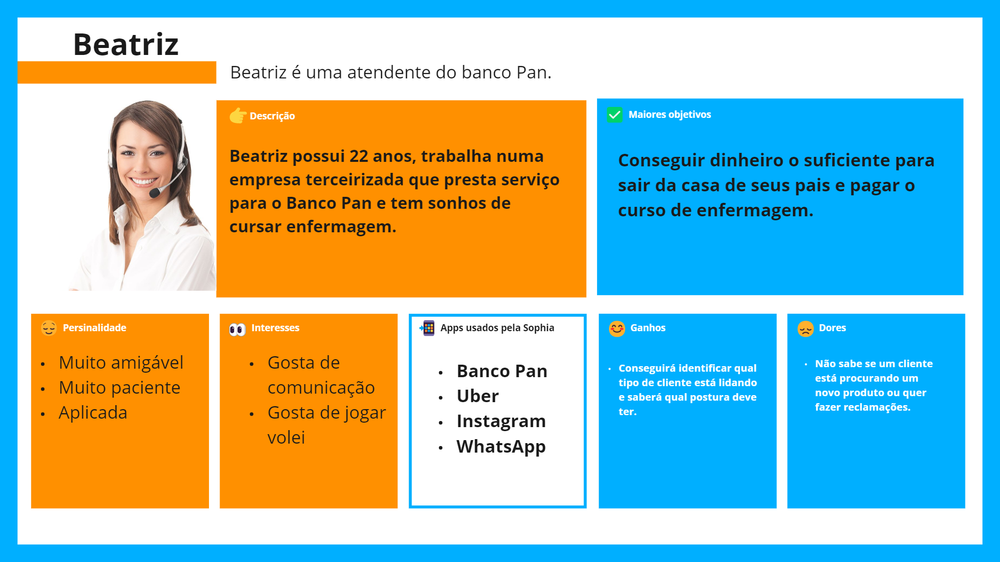 Beatriz
Beatriz é uma atendente do banco Pan.
Descrição
Beatriz possui 22 anos, trabalha numa
empresa terceirizada que presta serviço
para o Banco Pan e tem sonhos de
cursar enfermagem.
Maiores objetivos
Conseguir dinheiro o suficiente para
sair da casa de seus pais e pagar o
curso de enfermagem.
Persinalidade
• Muito amigável
• Muito paciente
• Aplicada
Interesses
• Gosta de
comunicação
• Gosta de jogar
volei
Apps usados pela Sophia
• Banco Pan
• Uber
• Instagram
• WhatsApp
Ganhos
• Conseguirá identificar qual
tipo de cliente está lidando
e saberá qual postura deve
ter.
Dores
• Não sabe se um cliente
está procurando um
novo produto ou quer
fazer reclamações.